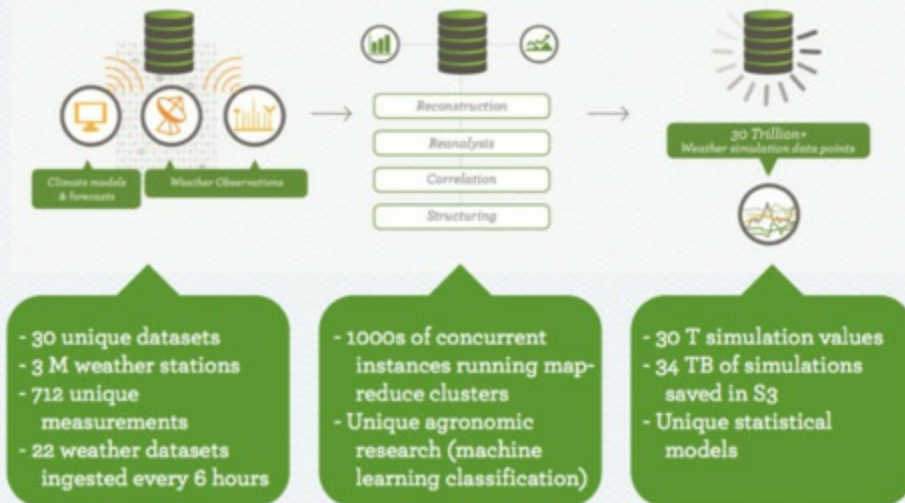 Climate models
& forecasts
Weather Observations
Reconstruction
Reanalysis
Correlation
Structuring
30 Trillion+
Weather simulation data points
- 30 unique datasets
- 3 M weather stations
- 712 unique
measurements
- 22 weather datasets
ingested every 6 hours
- 1000s of concurrent
instances running map-
reduce clusters
- Unique agronomic
research (machine
learning classification)
- 30 T simulation values
- 34 TB of simulations
saved in S3
- Unique statistical
models